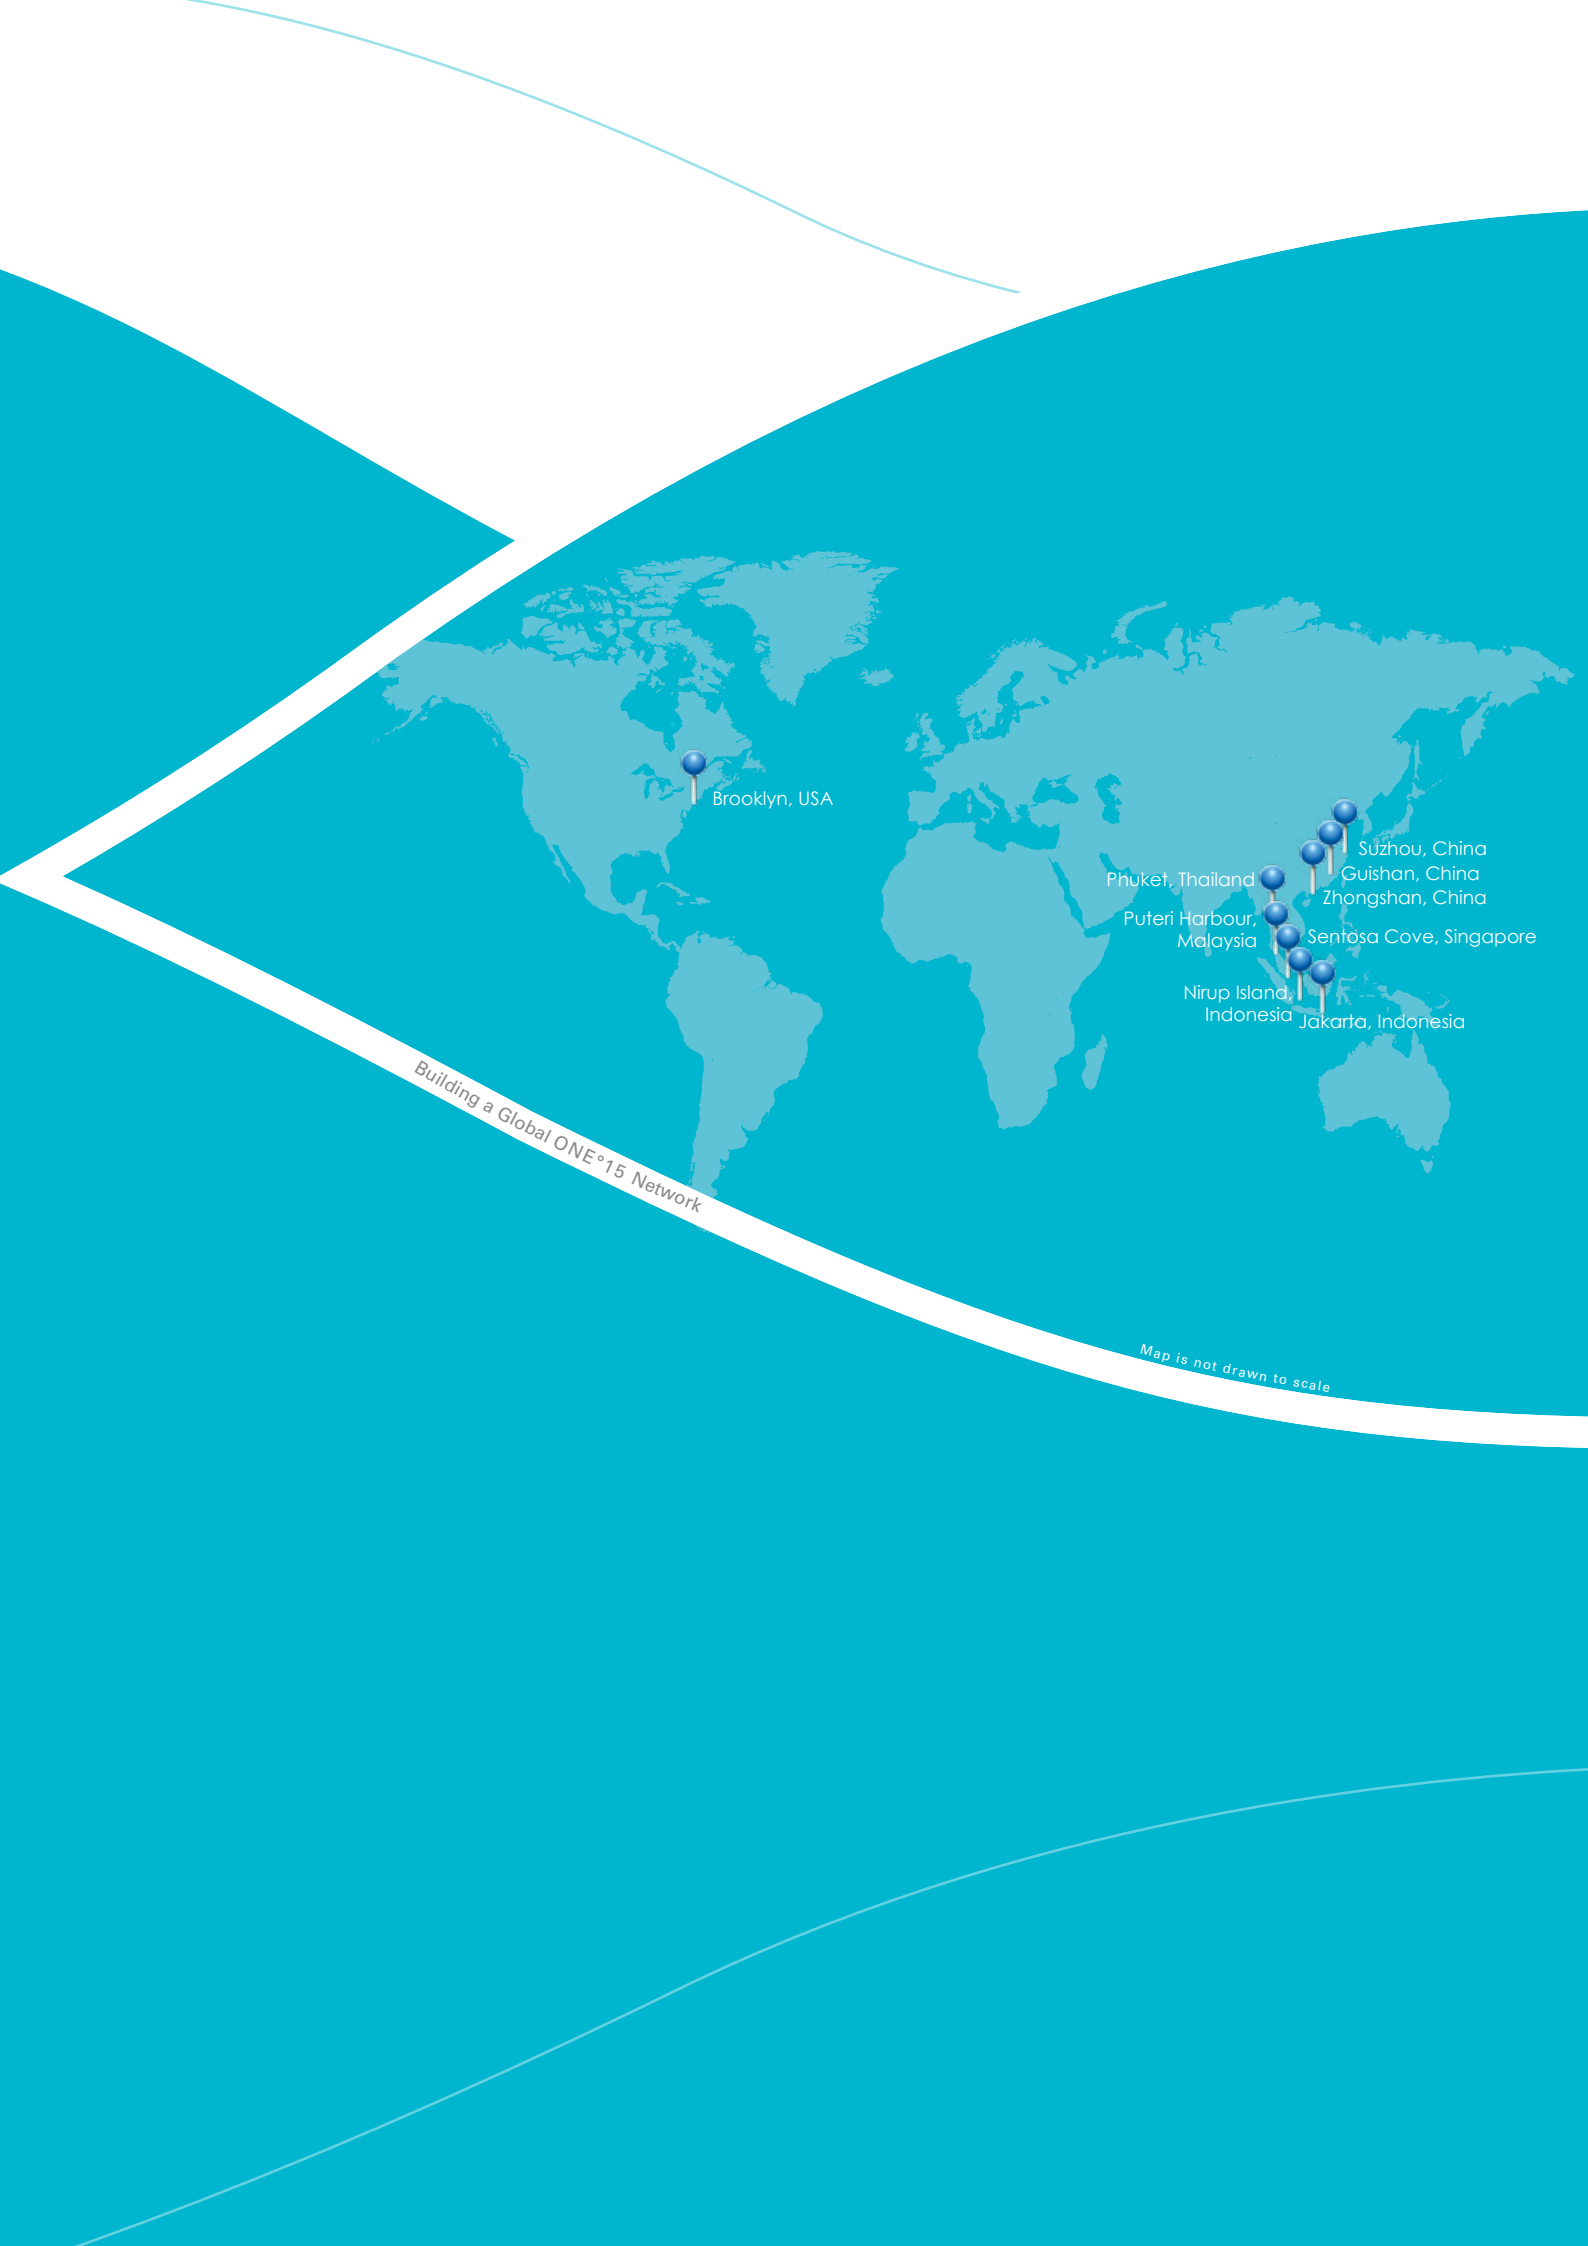 Brooklyn, USA
Suzhou, China
Guishan, China
Zhongshan, China
Phuket, Thailand
Puteri Harbour,
Malaysia
Sentosa Cove, Singapore
Nirup Island,
Indonesia
Jakarta, Indonesia
Building a Global ONE°15 Network
Map is not drawn to scale